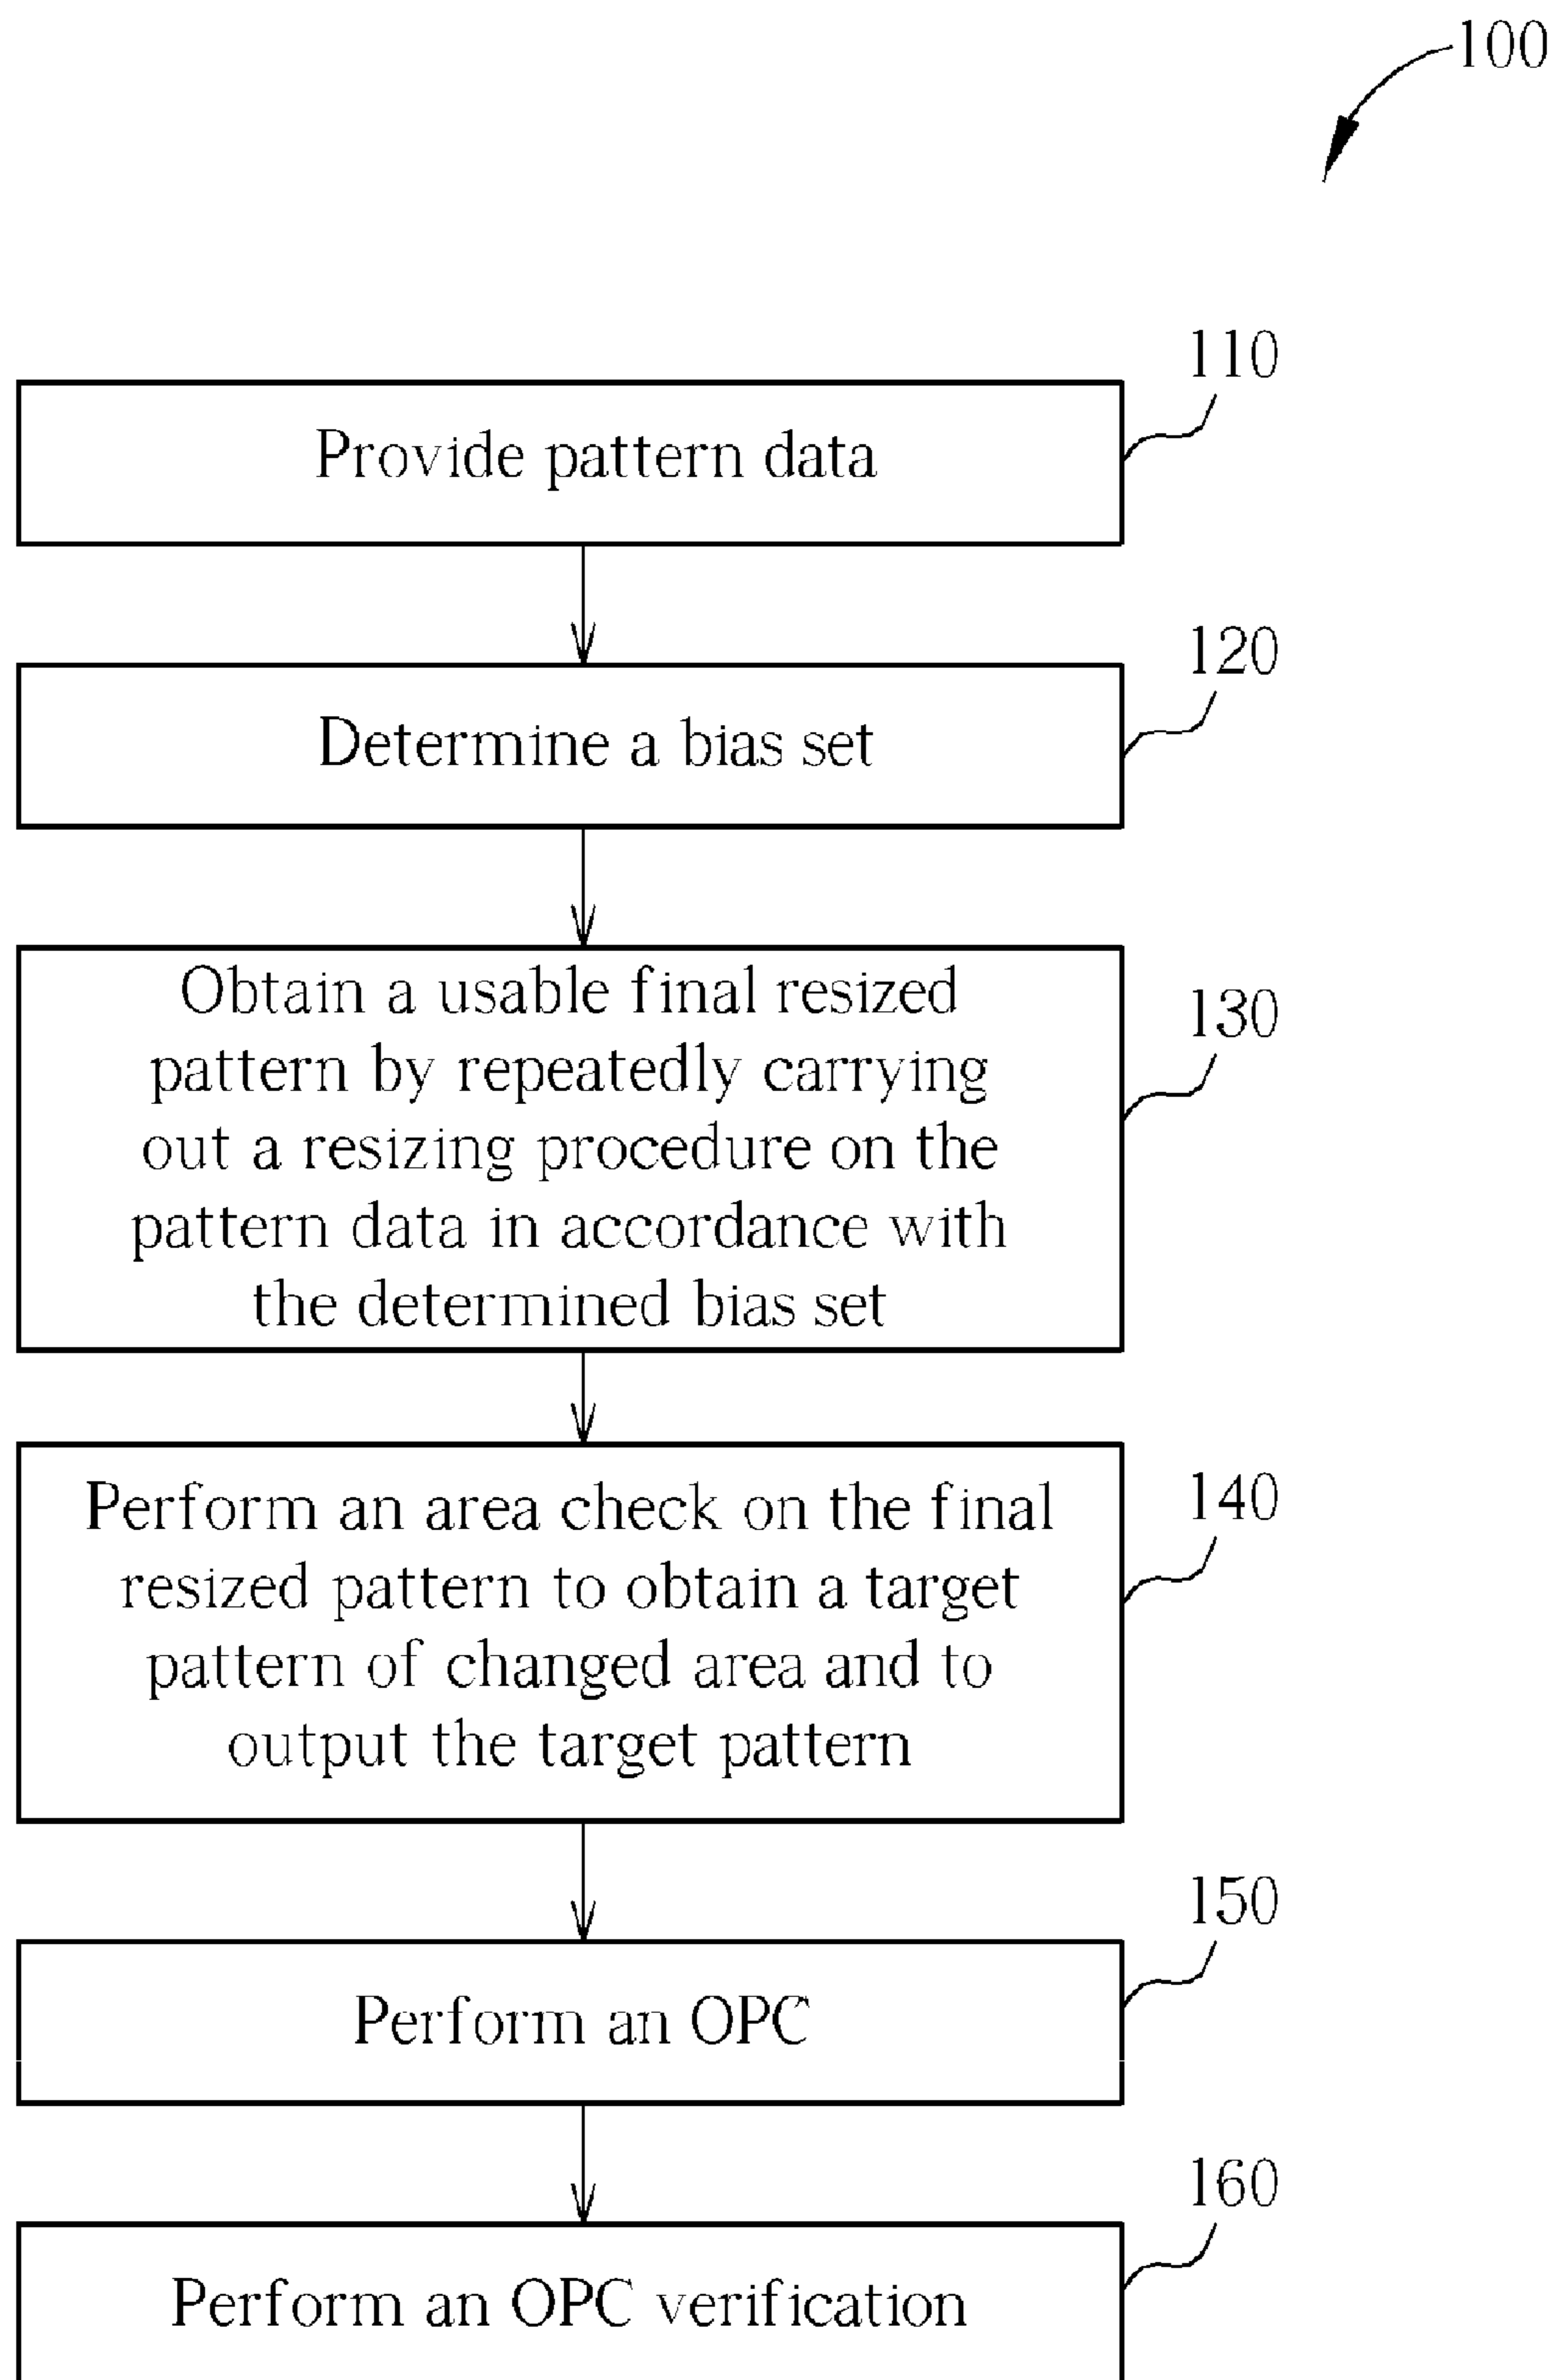 100
110
Provide pattern data
120
Determine a bias set
130
Obtain a usable final resized
pattern by repeatedly carrying
out a resizing procedure on the
pattern data in accordance with
the determined bias set
140
Perform an area check on the final
resized pattern to obtain a target
pattern of changed area and to
output the target pattern
150
Perform an OPC
160
Perform an OPC verification